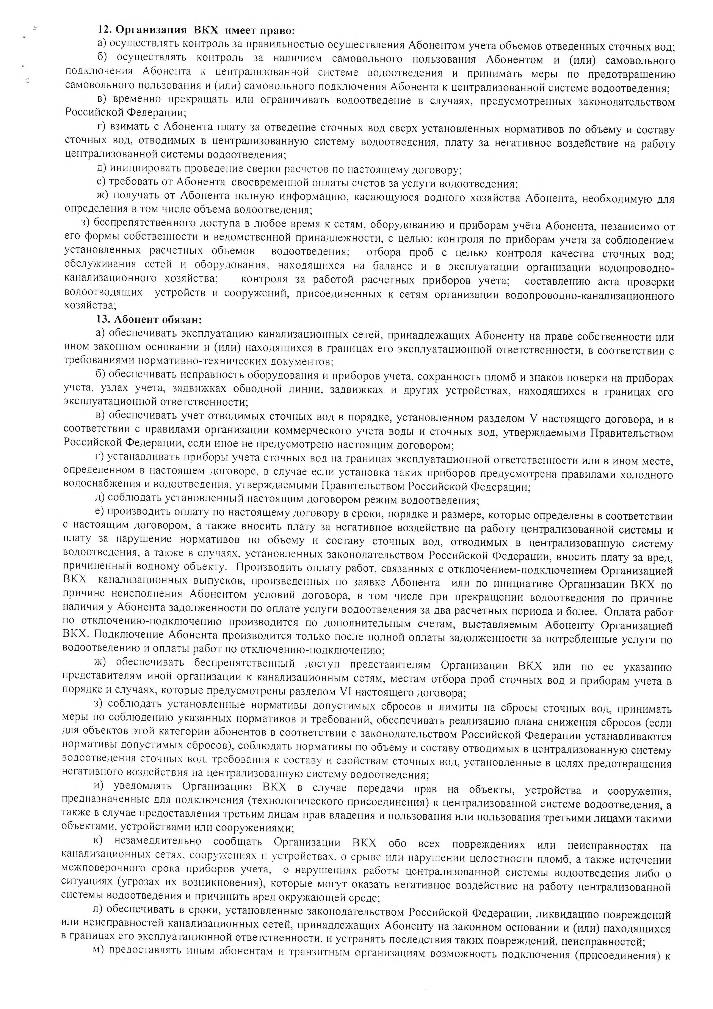 12. Организация ВКХ имеет право:
а) осуществлять контроль за правильностью осуществления Абонентом учета объемов отведенных сточных вод;
б) осуществлять контроль за наличием самовольного пользования Абонентом и (или) самовольного
подключения Абонента к централизованной системе водоотведения и принимать меры по предотвращению
самовольного пользования и (или) самовольного подключения Абонента к централизованной системе водоотведения;
в) временно прекращать или ограничивать водоотведение в случаях, предусмотренных законодательством
Российской Федерации;
г) взимать с Абонента плату за отведение сточных вод сверх установленных нормативов по объему и составу
сточных вод, отводимых в централизованную систему водоотведения, плату за негативное воздействие на работу
централизованной системы водоотведения;
д) инициировать проведение сверки расчетов по настоящему договору;
е) требовать от Абонента своевременной оплаты счетов за услуги водоотведения;
ж) получать от Абонента полную информацию, касающуюся водного хозяйства Абонента, необходимую для
определения в том числе объема водоотведения;
з) беспрепятственного доступа в любое время к сетям, оборудованию и приборам учёта Абонента, независимо от
его формы собственности и ведомственной принадлежности, с целью: контроля по приборам учета за соблюдением
установленных расчетных объемов водоотведения; отбора проб с целью контроля качества сточных вод;
обслуживания сетей и оборудования, находящихся на балансе и в эксплуатации организации водопроводно-
канализационного хозяйства; контроля за работой расчетных приборов учета; составлению акта проверки
водоотводящих устройств и сооружений, присоединенных к сетям организации водопроводно-канализационного
хозяйства;
13. Абонент обязан:
а) обеспечивать эксплуатацию канализационных сетей, принадлежащих Абоненту на праве собственности или
ином законном основании и (или) находящихся в границах его эксплуатационной ответственности, в соответствии с
требованиями нормативно-технических документов;
б) обеспечивать исправность оборудования и приборов учета, сохранность пломб и знаков поверки на приборах
учета, узлах учета, задвижках обводной линии, задвижках и других устройствах, находящихся в границах его
эксплуатационной ответственности;
в) обеспечивать учет отводимых сточных вод в порядке, установленном разделом V настоящего договора, и в
соответствии с правилами организации коммерческого учета воды и сточных вод, утверждаемыми Правительством
Российской Федерации, если иное не предусмотрено настоящим договором;
г) устанавливать приборы учета сточных вод на границах эксплуатационной ответственности или в ином месте,
определенном в настоящем договоре, в случае если установка таких приборов предусмотрена правилами холодного
водоснабжения и водоотведения, утверждаемыми Правительством Российской Федерации;
д) соблюдать установленный настоящим договором режим водоотведения;
е) производить оплату по настоящему договору в сроки, порядке и размере, которые определены в соответствии
с настоящим договором, а также вносить плату за негативное воздействие на работу централизованной системы и
плату за нарушение нормативов по объему и составу сточных вод, отводимых в централизованную систему
водоотведения, а также в случаях, установленных законодательством Российской Федерации, вносить плату за вред,
причиненный водному объекту. Производить оплату работ, связанных с отключением-подключением Организацией
ВКХ канализационных выпусков, произведенных по заявке Абонента или по инициативе Организации ВКХ по
причине неисполнения Абонентом условий договора, в том числе при прекращении водоотведения по причине
наличия у Абонента задолженности по оплате услуги водоотведения за два расчетных периода и более. Оплата работ
по отключению-подключению производится по дополнительным счетам, выставляемым Абоненту Организацией
ВКХ. Подключение Абонента производится только после полной оплаты задолженности за потребленные услуги по
водоотведению и оплаты работ по отключению-подключению;
ж) обеспечивать беспрепятственный доступ представителям Организации ВКХ или по ее указанию
представителям иной организации к канализационным сетям, местам отбора проб сточных вод и приборам учета в
порядке и случаях, которые предусмотрены разделом VI настоящего договора;
з) соблюдать установленные нормативы допустимых сбросов и лимиты на сбросы сточных вод, принимать
меры по соблюдению указанных нормативов и требований, обеспечивать реализацию плана снижения сбросов (если
для объектов этой категории абонентов в соответствии с законодательством Российской Федерации устанавливаются
нормативы допустимых сбросов), соблюдать нормативы по объему и составу отводимых в централизованную систему
водоотведения сточных вод, требования к составу и свойствам сточных вод, установленные в целях предотвращения
негативного воздействия на централизованную систему водоотведения;
и) уведомлять Организацию ВКХ в случае передачи прав на объекты, устройства и сооружения,
предназначенные для подключения (технологического присоединения) к централизованной системе водоотведения, а
также в случае предоставления третьим лицам прав владения и пользования или пользования третьими лицами такими
объектами, устройствами или сооружениями;
к) незамедлительно сообщать Организации ВКХ обо всех повреждениях или неисправностях на
канализационных сетях, сооружениях и устройствах, о срыве или нарушении целостности пломб, а также истечении
межповерочного срока приборов учета, о нарушениях работы централизованной системы водоотведения либо о
ситуациях (угрозах их возникновения), которые могут оказать негативное воздействие на работу централизованной
системы водоотведения и причинить вред окружающей среде;
л) обеспечивать в сроки, установленные законодательством Российской Федерации, ликвидацию повреждений
или неисправностей канализационных сетей, принадлежащих Абоненту на законном основании и (или) находящихся
в границах его эксплуатационной ответственности, и устранять последствия таких повреждений, неисправностей;
м) предоставлять иным абонентам и транзитным организациям возможность подключения (присоединения) к